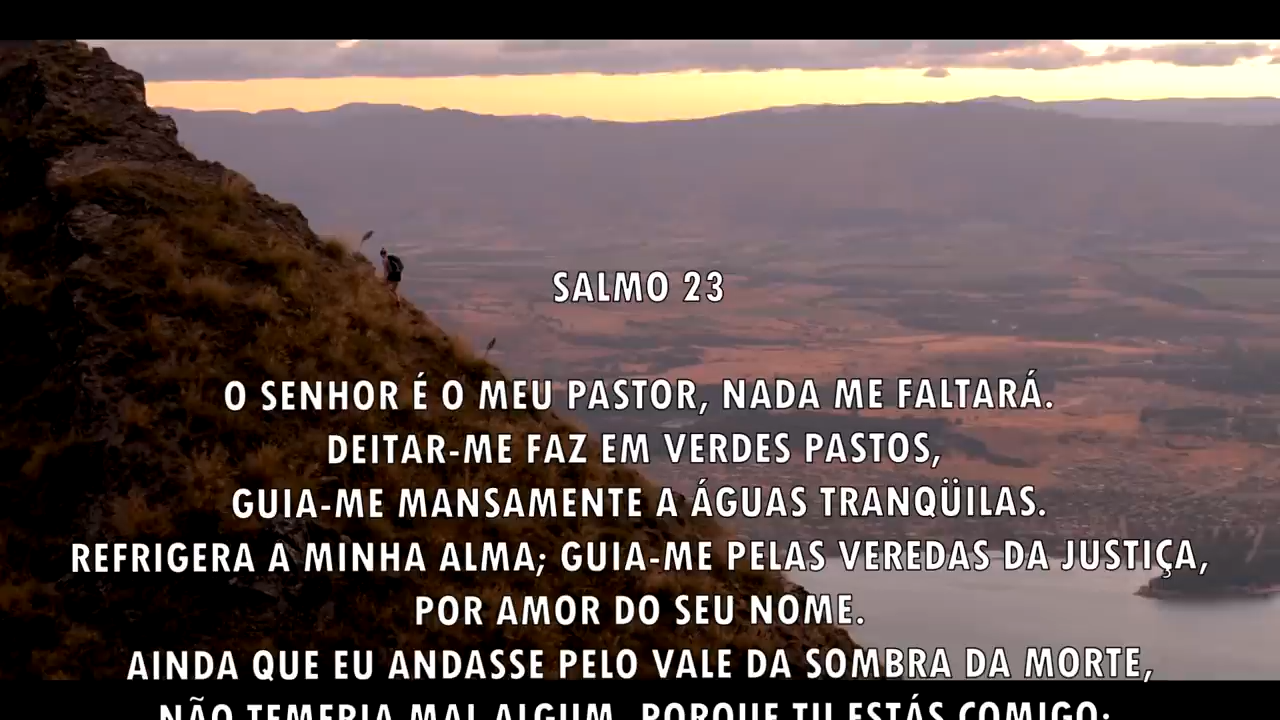 SALMO 23
O SENHOR É O MEU PASTOR, NADA ME FALTARÁ.
DEITAR-ME FAZ EM VERDES PASTOS,
GUIA-ME MANSAMENTE A ÁGUAS TRANQÜILAS.
REFRIGERA A MINHA ALMA; GUIA-ME PELAS VEREDAS DA JUSTIÇA,
POR AMOR DO SEU NOME.
AINDA QUE EU ANDASSE PELO VALE DA SOMBRA DA MORTE,
NÃO TEMERIA MAL ALGUM, PORQUE TU ESTÁS COMIGO;